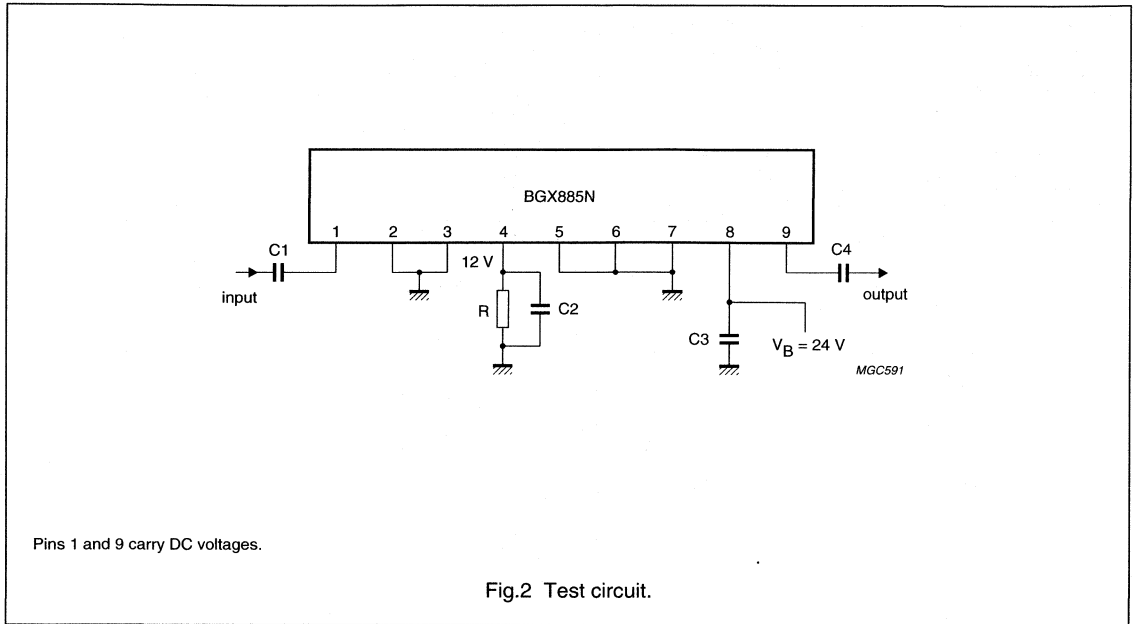 BGX885N
1 2 3 4 5 6 7 8 9
C1
C4
12 V
input
output
R
C2
C3
VB = 24 V
MGC591
Pins 1 and 9 carry DC voltages.
Fig.2 Test circuit.